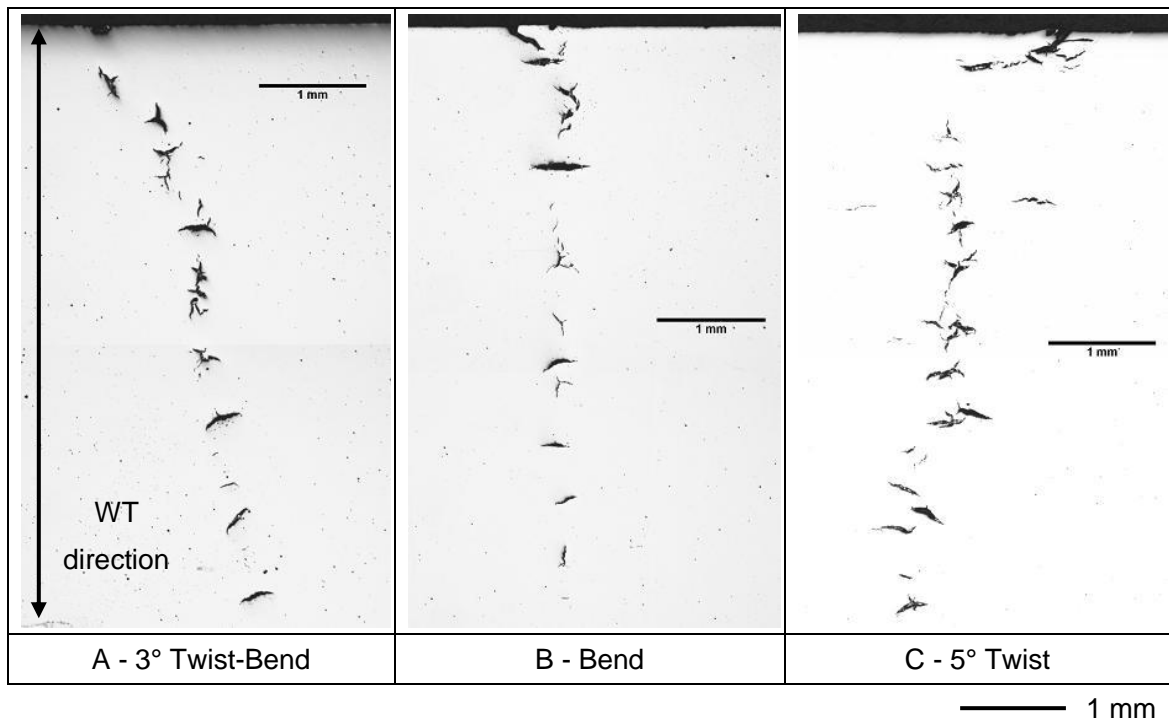 1 mm
1 mm
1 mm
WT
direction
A - 3° Twist-Bend
B - Bend
C - 5° Twist
1 mm